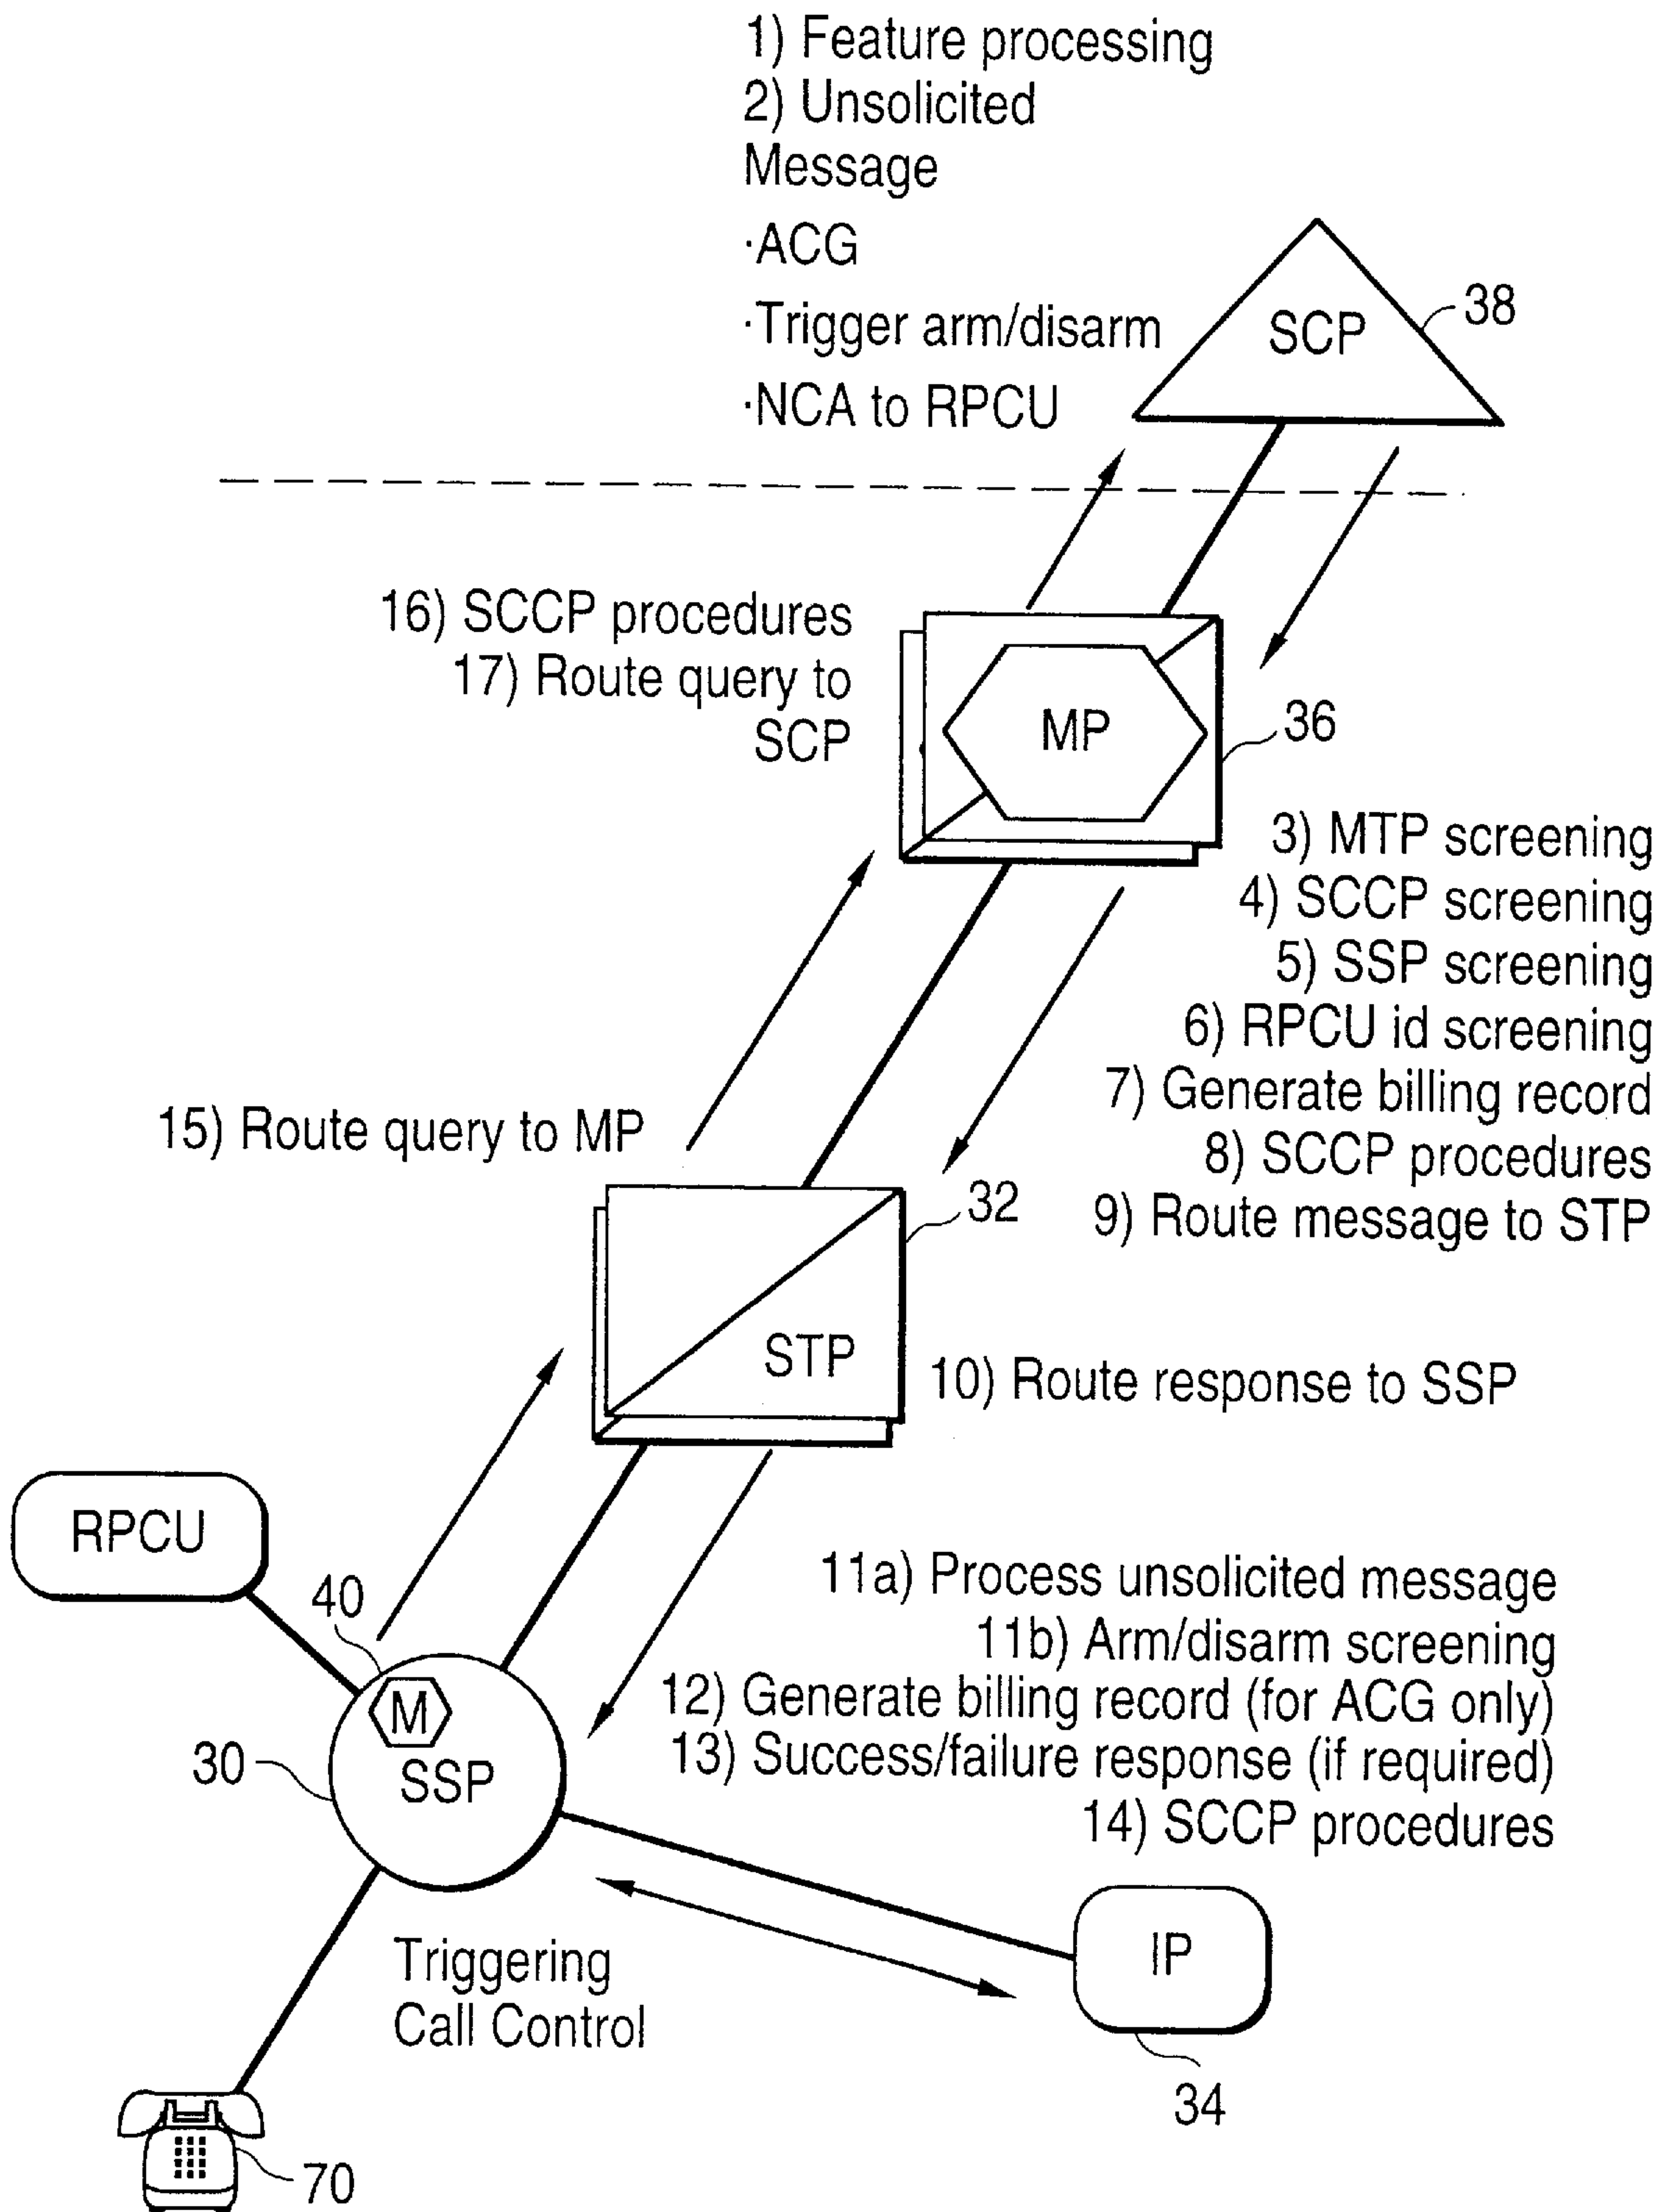 1) Feature processing
2) Unsolicited
Message
·ACG
·Trigger arm/disarm
·NCA to RPCU
SCP
38
16) SCCP procedures
17) Route query to
SCP
MP
36
3) MTP screening
4) SCCP screening
5) SSP screening
6) RPCU id screening
7) Generate billing record
8) SCCP procedures
9) Route message to STP
15) Route query to MP
32
STP
10) Route response to SSP
RPCU
40
M
SSP
30
11a) Process unsolicited message
11b) Arm/disarm screening
12) Generate billing record (for ACG only)
13) Success/failure response (if required)
14) SCCP procedures
Triggering
Call Control
IP
34
70